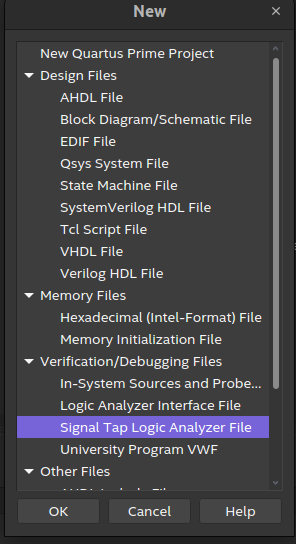 New
New Quartus Prime Project
Design Files
AHDL File
Block Diagram/Schematic File
EDIF File
Qsys System File
State Machine File
SystemVerilog HDL File
Tcl Script File
VHDL File
Verilog HDL File
Memory Files
Hexadecimal (Intel-Format) File
Memory Initialization File
Verification/Debugging Files
In-System Sources and Probe...
Logic Analyzer Interface File
Signal Tap Logic Analyzer File
University Program VWF
Other Files
OK Cancel Help